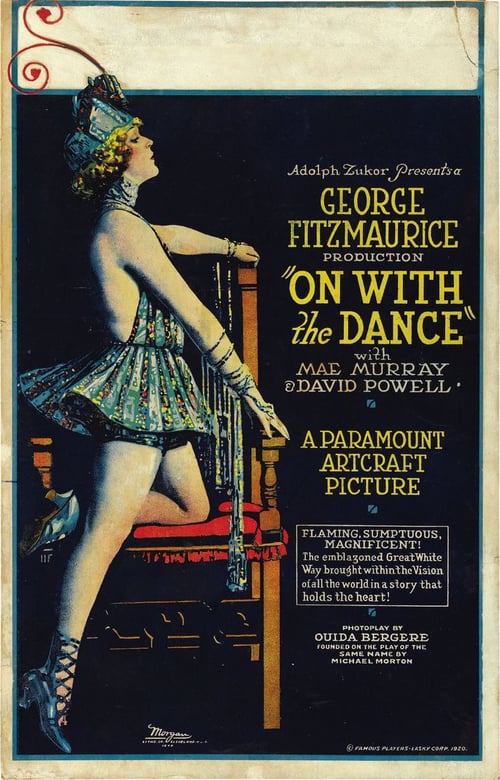 Adolph Zukor Presents a
GEORGE
FITZMAURICE
PRODUCTION
"ON WITH
the DANCE"
with
MAE MURRAY
& DAVID POWELL.
A PARAMOUNT
ARTCRAFT
PICTURE
FLAMING, SUMPTUOUS,
MAGNIFICENT!
The emblazoned Great White
Way brought within the Vision
of all the world in a story that
holds the heart!
PHOTOPLAY BY
OUIDA BERGERE
FOUNDED ON THE PLAY OF THE
SAME NAME BY
MICHAEL MORTON
Morgan
© FAMOUS PLAYERS-LASKY CORP. 1920.